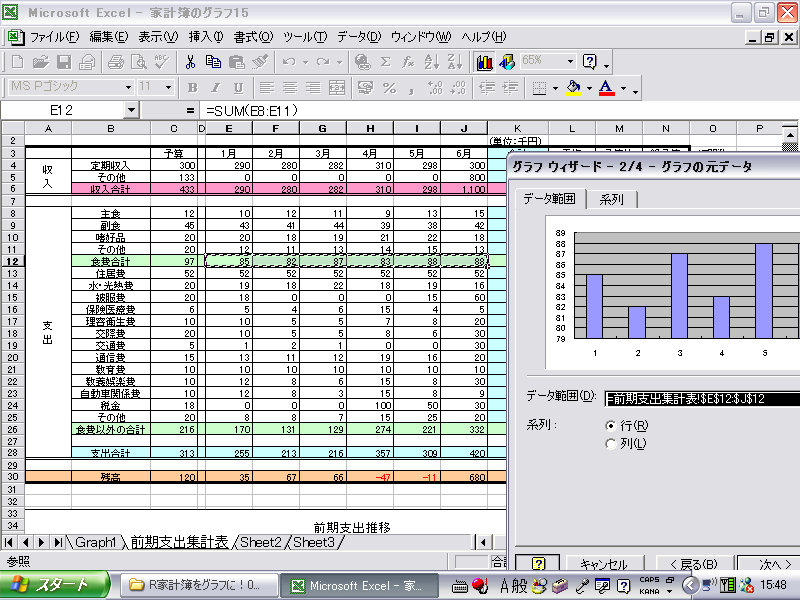 Microsoft Excel - 家計簿のグラフ15
ファイル(F) 編集(E) 表示(V) 挿入(I) 書式(O) ツール(T) データ(D) ウィンドウ(W) ヘルプ(H)
65%
MS Pゴシック 11 B I U
E12 = =SUM(E8:E11)
A B C D E F G H I J K L M N O P
2 (単位:千円)
3 予算 1月 2月 3月 4月 5月 6月
4 定期収入 300 290 280 282 310 298 300
5 収入 その他 133 0 0 0 0 0 800
6 収入合計 433 290 280 282 310 298 1,100
7
8 主食 12 10 12 11 9 13 15
9 副食 45 43 41 44 39 38 42
10 嗜好品 20 20 18 19 21 22 18
11 その他 20 12 11 13 14 15 13
12 食費合計 97 85 82 87 83 88 88
13 住居費 52 52 52 52 52 52 52
14 水・光熱費 20 19 18 22 18 19 16
15 被服費 20 18 0 0 0 15 60
16 保険医療費 6 5 4 6 15 4 5
17 支出 理容衛生費 10 10 5 5 7 8 20
18 交際費 20 10 5 5 8 6 30
19 交通費 5 1 2 1 0 0 30
20 通信費 15 13 11 12 19 16 20
21 教育費 10 10 10 10 10 10 10
22 教養娯楽費 10 12 8 6 15 8 30
23 自動車関係費 10 12 8 3 15 8 9
24 税金 18 0 0 0 100 50 30
25 その他 20 8 8 7 15 25 20
26 食費以外の合計 216 170 131 129 274 221 332
27
28 支出合計 313 255 213 216 357 309 420
29
30 残高 120 35 67 66 -47 -11 680
31
32
33
34 前期支出推移
グラフ ウィザード - 2/4 - グラフの元データ
データ範囲 系列
89
88
87
86
85
84
83
82
81
80
79
1 2 3 4 5
データ範囲(D): =前期支出集計表!$E$12:$J$12
系列: 行(R)
列(L)
キャンセル < 戻る(B) 次へ >
Graph1 前期支出集計表 Sheet2 Sheet3
参照 合計
スタート R家計簿をグラフに!0... Microsoft Excel - 家... A 般 CAPS KANA 15:48